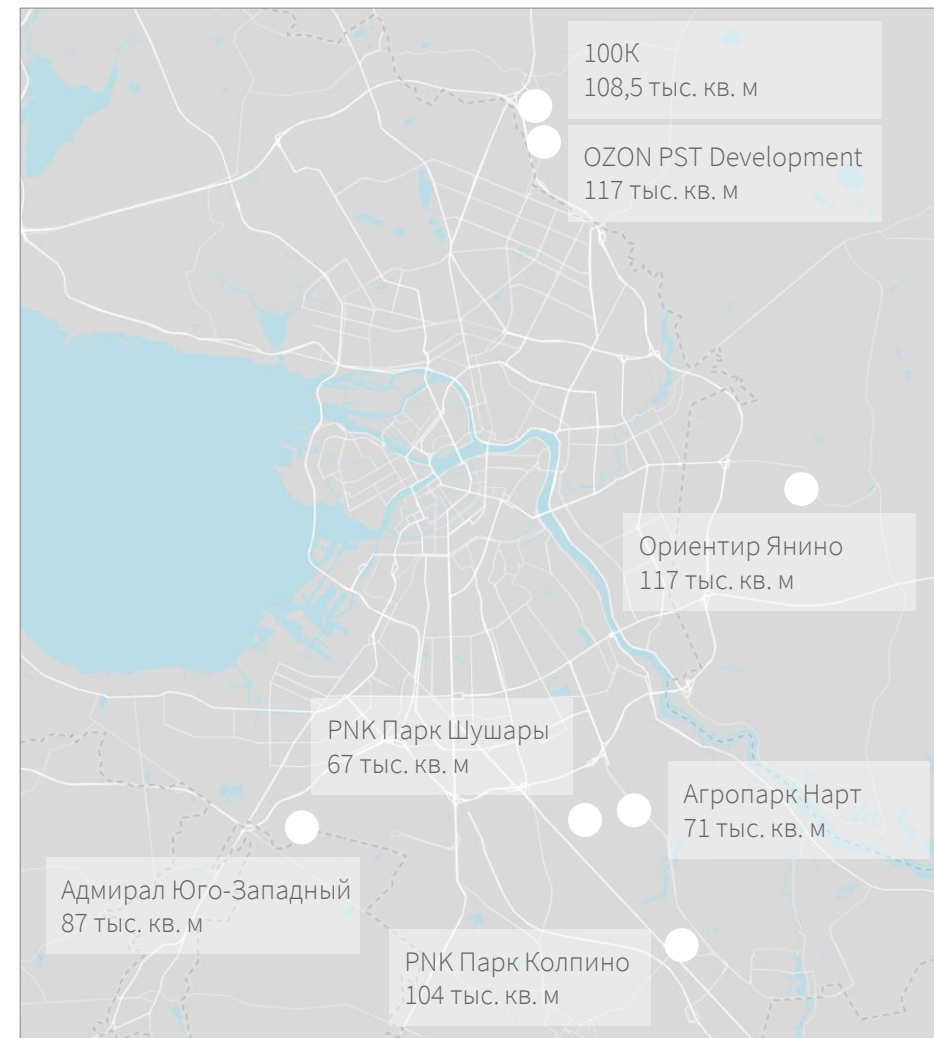 100К
108,5 тыс. кв. м
OZON PST Development
117 тыс. кв. м
Ориентир Янино
117 тыс. кв. м
PNK Парк Шушары
67 тыс. кв. м
Агропарк Нарт
71 тыс. кв. м
Адмирал Юго-Западный
87 тыс. кв. м
PNK Парк Колпино
104 тыс. кв. м